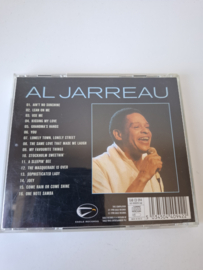 AL JARREAU
01. AIN'T NO SUNSHINE
02. LEAN ON ME
03. USE ME
04. KISSING MY LOVE
05. GRANDMA'S HANDS
06. YOU
07. LONELY TOWN, LONELY STREET
08. THE SAME LOVE THAT MADE ME LAUGH
09. MY FAVOURITE THINGS
10. STOCKHOLM SWEETNIN'
11. A SLEEPIN' BEE
12. THE MASQUERADE IS OVER
13. SOPHISTICATED LADY
14. JUST
15. COME RAIN OR COME SHINE
16. ONE NOTE SAMBA